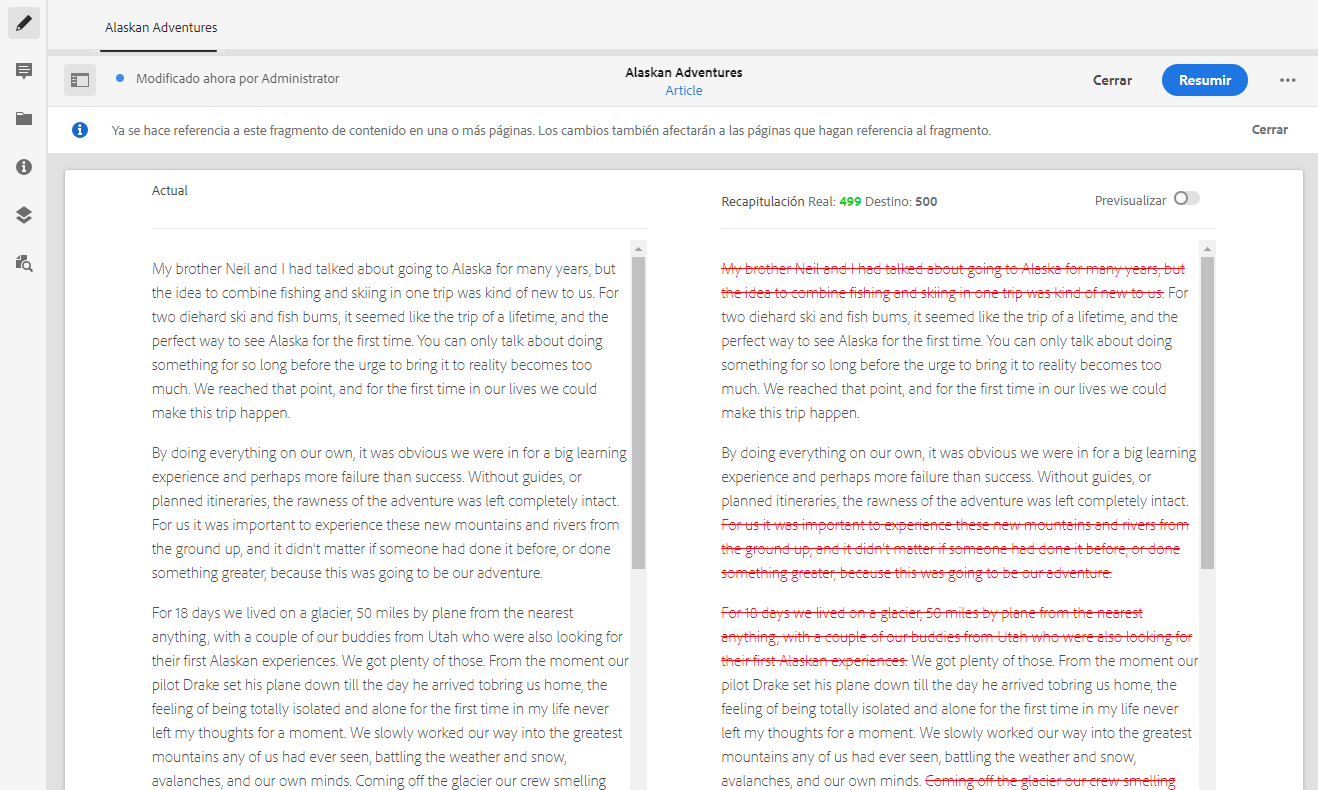 Alaskan Adventures
Modificado ahora por Administrator
Alaskan Adventures
Article
Cerrar
Resumir
Ya se hace referencia a este fragmento de contenido en una o más páginas. Los cambios también afectarán a las páginas que hagan referencia al fragmento.
Cerrar
Actual
My brother Neil and I had talked about going to Alaska for many years, but
the idea to combine fishing and skiing in one trip was kind of new to us. For
two diehard ski and fish bums, it seemed like the trip of a lifetime, and the
perfect way to see Alaska for the first time. You can only talk about doing
something for so long before the urge to bring it to reality becomes too
much. We reached that point, and for the first time in our lives we could
make this trip happen.
By doing everything on our own, it was obvious we were in for a big learning
experience and perhaps more failure than success. Without guides, or
planned itineraries, the rawness of the adventure was left completely intact.
For us it was important to experience these new mountains and rivers from
the ground up, and it didn't matter if someone had done it before, or done
something greater, because this was going to be our adventure.
For 18 days we lived on a glacier, 50 miles by plane from the nearest
anything, with a couple of our buddies from Utah who were also looking for
their first Alaskan experiences. We got plenty of those. From the moment our
pilot Drake set his plane down till the day he arrived tobring us home, the
feeling of being totally isolated and alone for the first time in my life never
left my thoughts for a moment. We slowly worked our way into the greatest
mountains any of us had ever seen, battling the weather and snow,
avalanches, and our own minds. Coming off the glacier our crew smelling
Recapitulación Real: 499 Destino: 500
Previsualizar
My brother Neil and I had talked about going to Alaska for many years, but
the idea to combine fishing and skiing in one trip was kind of new to us. For
two diehard ski and fish bums, it seemed like the trip of a lifetime, and the
perfect way to see Alaska for the first time. You can only talk about doing
something for so long before the urge to bring it to reality becomes too
much. We reached that point, and for the first time in our lives we could
make this trip happen.
By doing everything on our own, it was obvious we were in for a big learning
experience and perhaps more failure than success. Without guides, or
planned itineraries, the rawness of the adventure was left completely intact.
For us it was important to experience these new mountains and rivers from
the ground up, and it didn't matter if someone had done it before, or done
something greater, because this was going to be our adventure.
For 18 days we lived on a glacier, 50 miles by plane from the nearest
anything, with a couple of our buddies from Utah who were also looking for
their first Alaskan experiences. We got plenty of those. From the moment our
pilot Drake set his plane down till the day he arrived tobring us home, the
feeling of being totally isolated and alone for the first time in my life never
left my thoughts for a moment. We slowly worked our way into the greatest
mountains any of us had ever seen, battling the weather and snow,
avalanches, and our own minds. Coming off the glacier our crew smelling